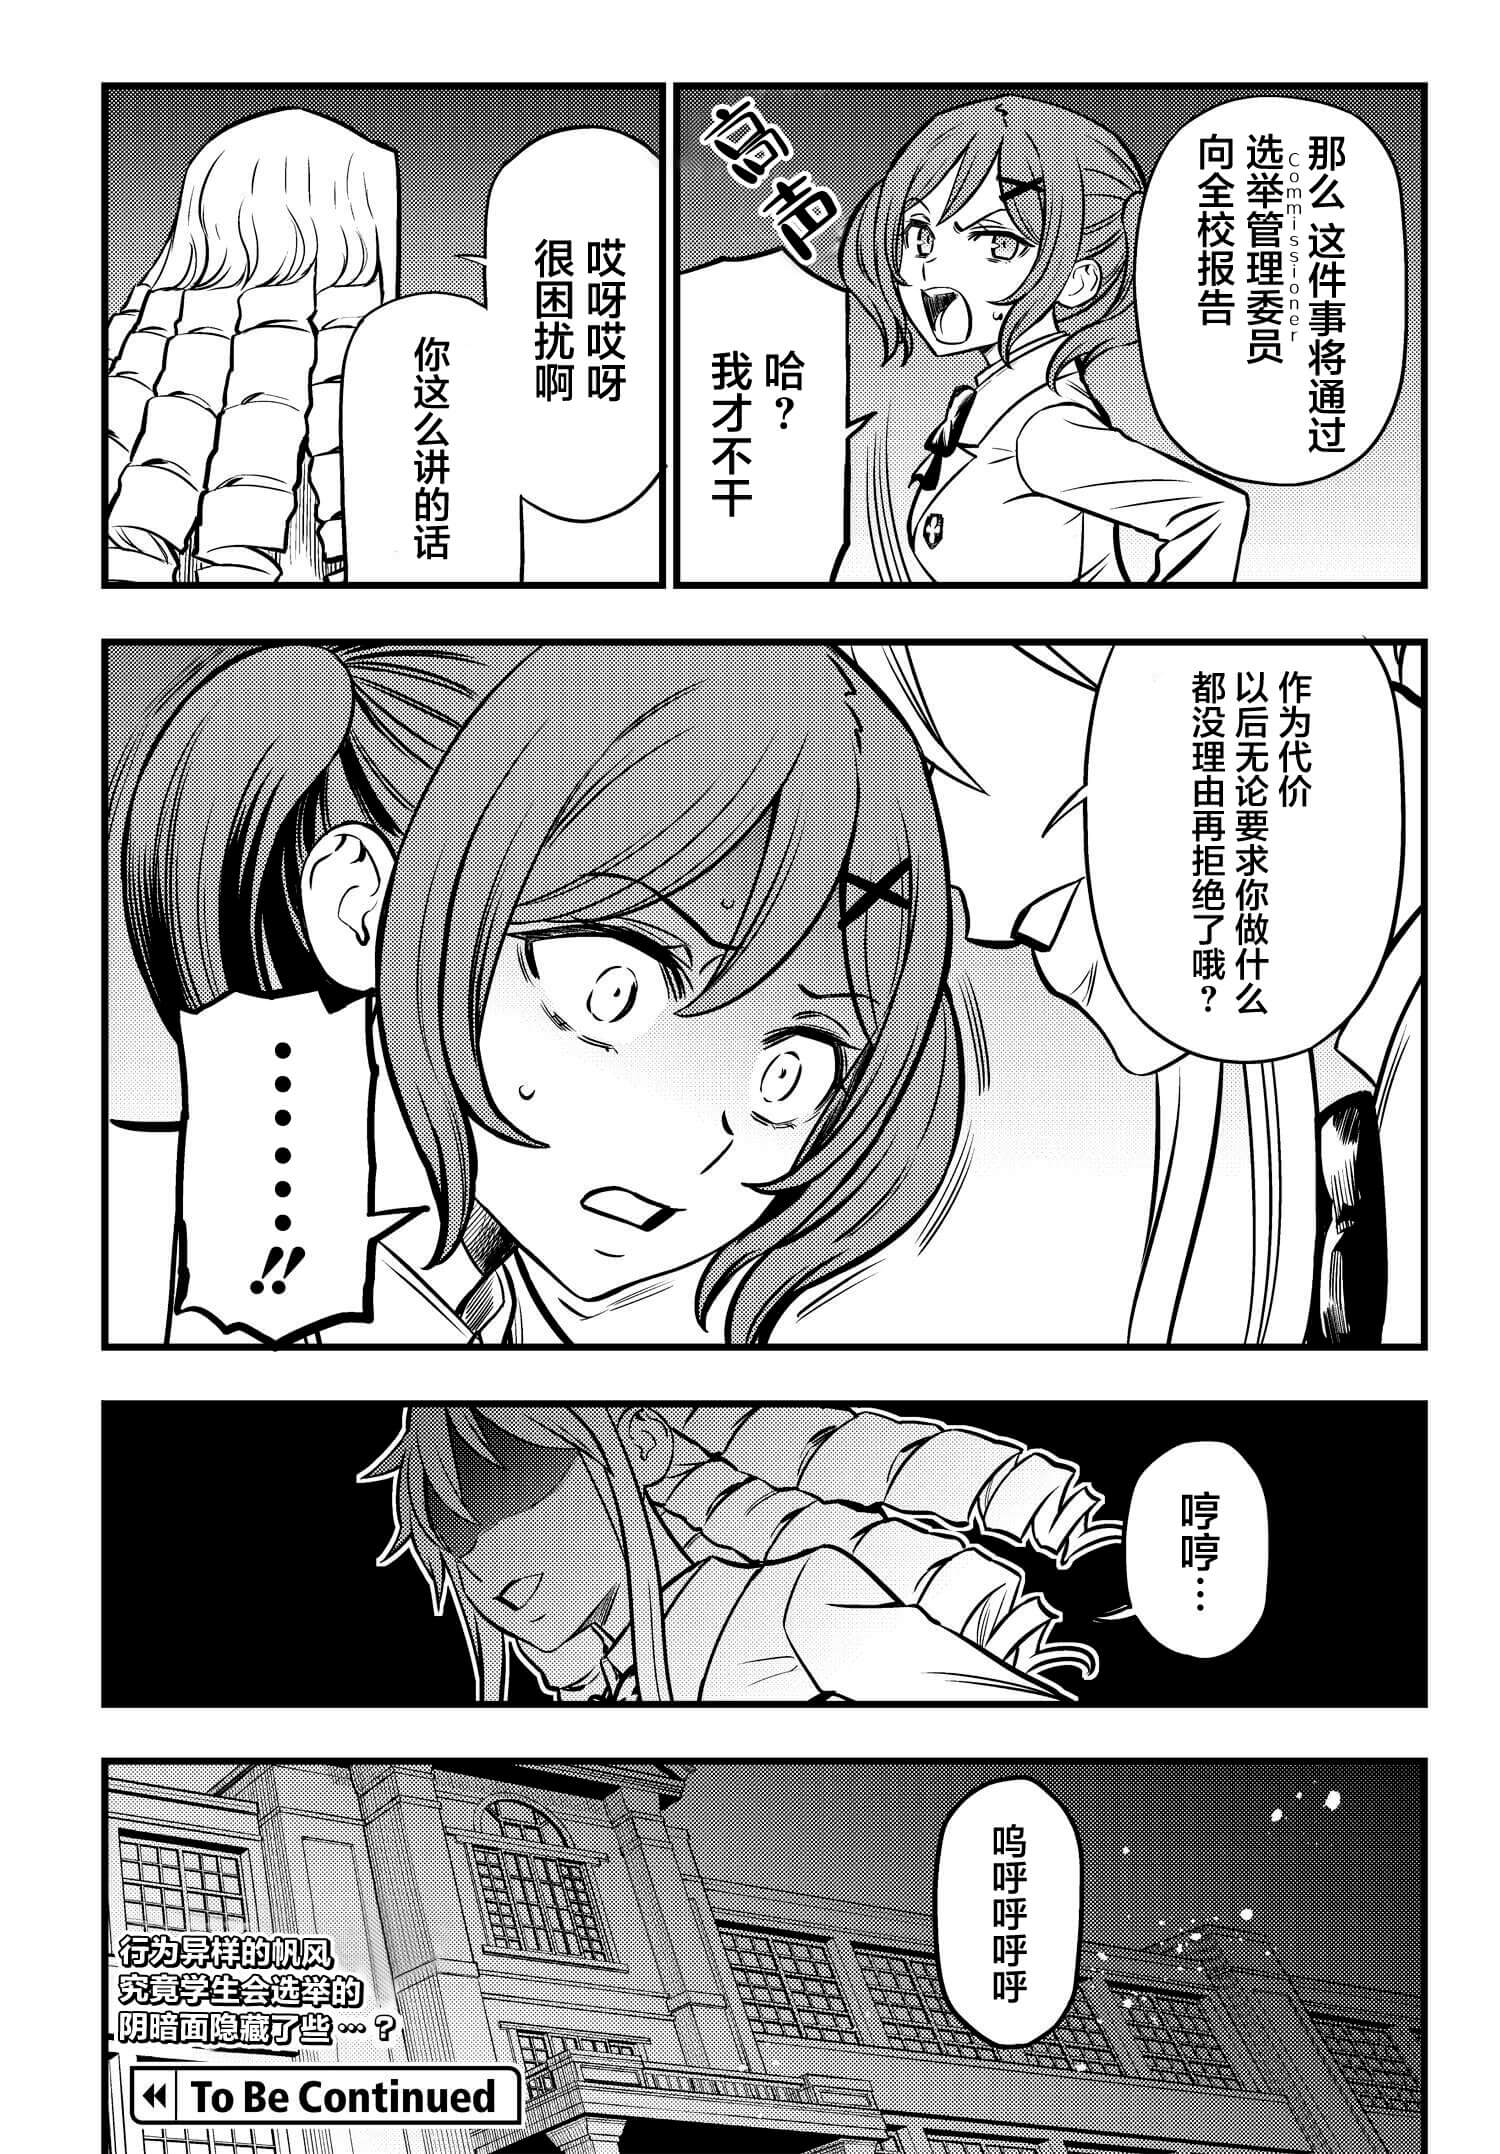 那么 这件事将通过
Commissioner
选举管理委员
向全校报告
高声
哈？
我才不干
哎呀哎呀
很困扰啊
你这么讲的话
作为代价
以后无论要求你做什么
都没理由再拒绝了哦？
・・・・・・!!
哼哼…
呜呼呼呼呼
行为异样的帆风
究竟学生会选举的
阴暗面隐藏了些…？
To Be Continued